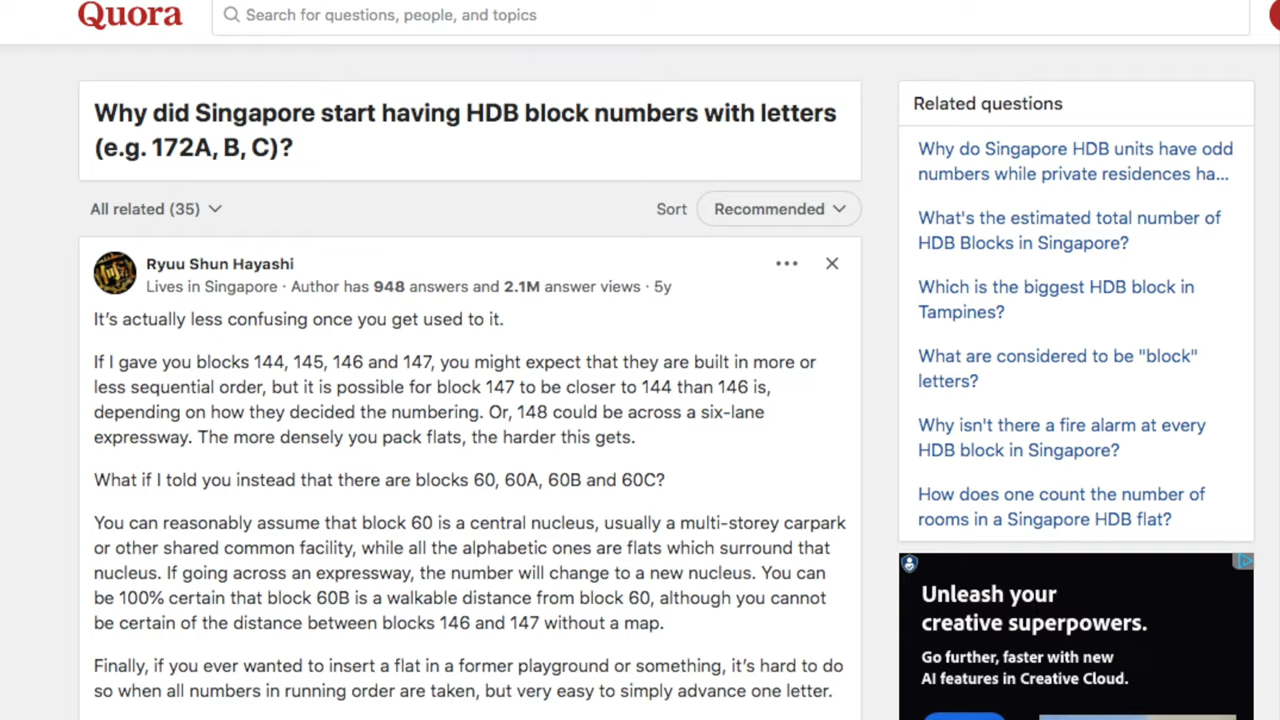 Quora
Search for questions, people, and topics
Why did Singapore start having HDB block numbers with letters
(e.g. 172A, B, C)?
All related (35)
Sort
Recommended
Ryuu Shun Hayashi
Lives in Singapore · Author has 948 answers and 2.1M answer views · 5y
It's actually less confusing once you get used to it.
If I gave you blocks 144, 145, 146 and 147, you might expect that they are built in more or
less sequential order, but it is possible for block 147 to be closer to 144 than 146 is,
depending on how they decided the numbering. Or, 148 could be across a six-lane
expressway. The more densely you pack flats, the harder this gets.
What if I told you instead that there are blocks 60, 60A, 60B and 60C?
You can reasonably assume that block 60 is a central nucleus, usually a multi-storey carpark
or other shared common facility, while all the alphabetic ones are flats which surround that
nucleus. If going across an expressway, the number will change to a new nucleus. You can
be 100% certain that block 60B is a walkable distance from block 60, although you cannot
be certain of the distance between blocks 146 and 147 without a map.
Finally, if you ever wanted to insert a flat in a former playground or something, it's hard to do
so when all numbers in running order are taken, but very easy to simply advance one letter.
Related questions
Why do Singapore HDB units have odd
numbers while private residences ha...
What's the estimated total number of
HDB Blocks in Singapore?
Which is the biggest HDB block in
Tampines?
What are considered to be "block"
letters?
Why isn't there a fire alarm at every
HDB block in Singapore?
How does one count the number of
rooms in a Singapore HDB flat?
Unleash your
creative superpowers.
Go further, faster with new
AI features in Creative Cloud.